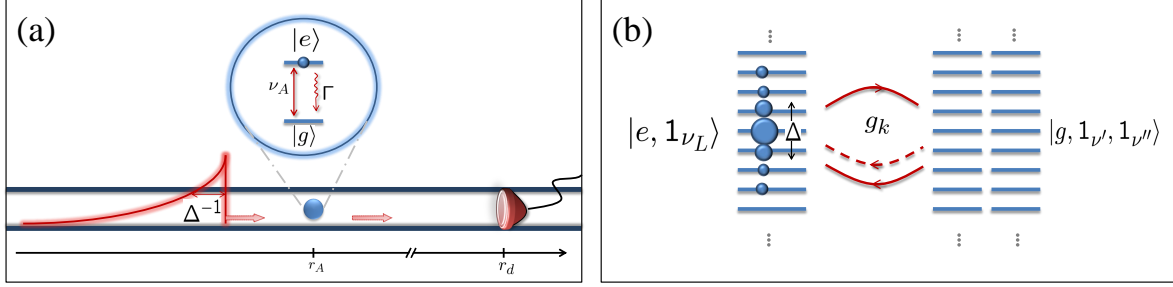 (a)
|e⟩
ν_A
Γ
|g⟩
Δ⁻¹
r_A
r_d
(b)
|e, 1_{ν_L}⟩
Δ
g_k
|g, 1_{ν'}, 1_{ν''}⟩